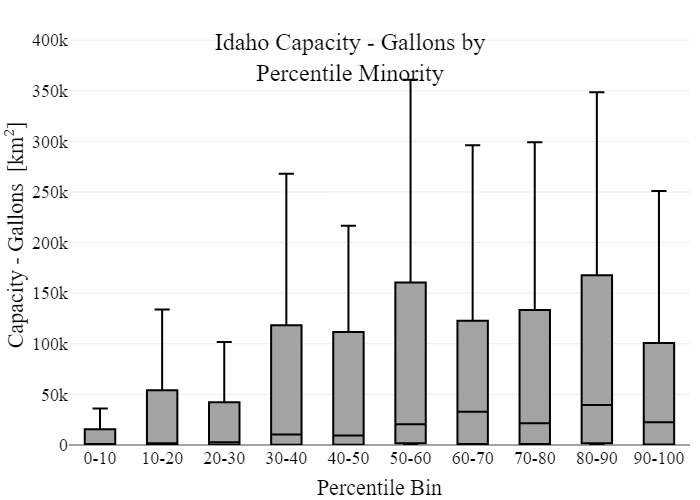 Idaho Capacity - Gallons by
Percentile Minority
Capacity - Gallons [km²]
400k
350k
300k
250k
200k
150k
100k
50k
0
0-10 10-20 20-30 30-40 40-50 50-60 60-70 70-80 80-90 90-100
Percentile Bin